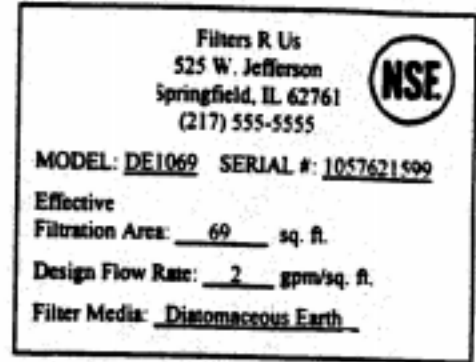 Filters R Us
525 W. Jefferson
Springfield, IL 62761
(217) 555-5555
NSF.
MODEL: DE1069 SERIAL #: 1057621599
Effective
Filtration Area: 69 sq. ft.
Design Flow Rate: 2 gpm/sq. ft.
Filter Media: Diatomaceous Earth